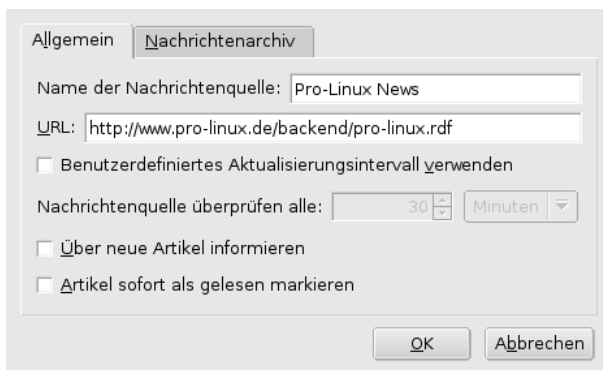 Allgemein Nachrichtenarchiv
Name der Nachrichtenquelle: Pro-Linux News
URL: http://www.pro-linux.de/backend/pro-linux.rdf
Benutzerdefiniertes Aktualisierungsintervall verwenden
Nachrichtenquelle überprüfen alle: 30 Minuten
Über neue Artikel informieren
Artikel sofort als gelesen markieren
OK Abbrechen